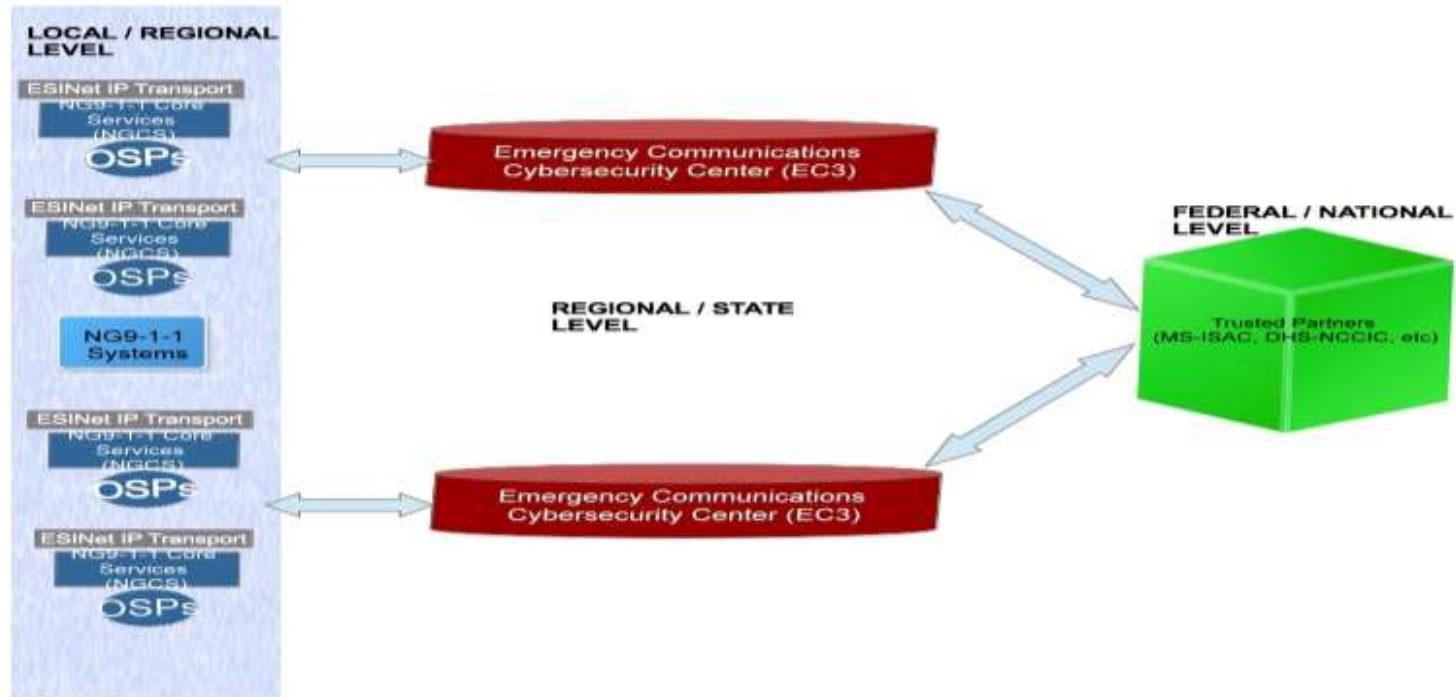 LOCAL / REGIONAL
LEVEL
ESINet IP Transport
NG9-1-1 Core
Services
(NGCS)
OSPs
ESINet IP Transport
NG9-1-1 Core
Services
(NGCS)
OSPs
NG9-1-1
Systems
ESINet IP Transport
NG9-1-1 Core
Services
(NGCS)
OSPs
ESINet IP Transport
NG9-1-1 Core
Services
(NGCS)
OSPs
Emergency Communications
Cybersecurity Center (EC3)
REGIONAL / STATE
LEVEL
Emergency Communications
Cybersecurity Center (EC3)
FEDERAL / NATIONAL
LEVEL
Trusted Partners
(MS-ISAC, DHS-NCCIC, etc)